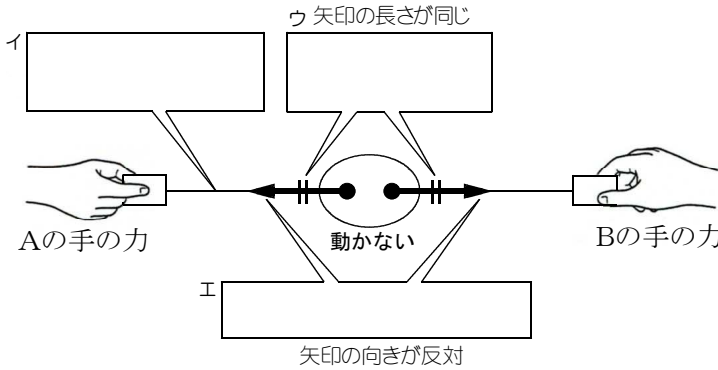 ウ 矢印の長さが同じ
イ
Aの手の力
動かない
Bの手の力
エ
矢印の向きが反対